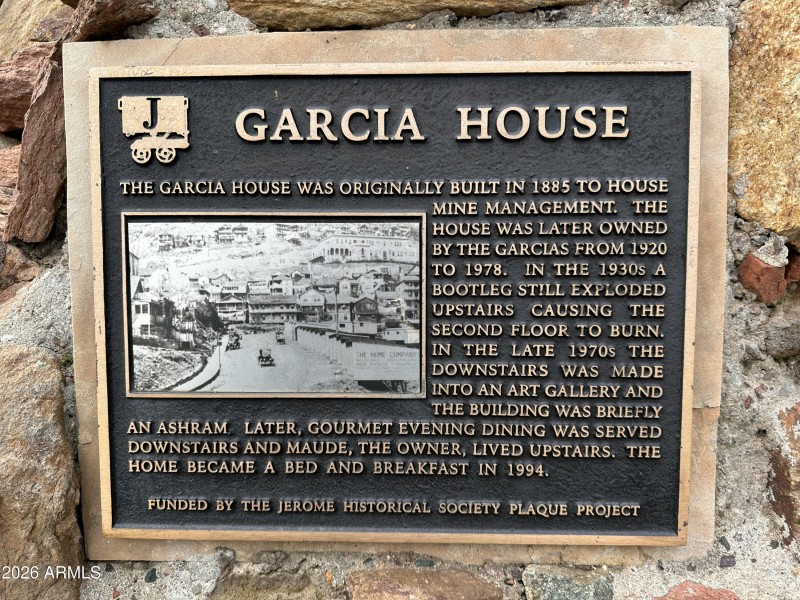 J
GARCIA HOUSE
THE GARCIA HOUSE WAS ORIGINALLY BUILT IN 1885 TO HOUSE
MINE MANAGEMENT. THE
HOUSE WAS LATER OWNED
BY THE GARCIAS FROM 1920
TO 1978. IN THE 1930s A
BOOTLEG STILL EXPLODED
UPSTAIRS CAUSING THE
SECOND FLOOR TO BURN.
IN THE LATE 1970s THE
DOWNSTAIRS WAS MADE
INTO AN ART GALLERY AND
THE BUILDING WAS BRIEFLY
AN ASHRAM. LATER, GOURMET EVENING DINING WAS SERVED
DOWNSTAIRS AND MAUDE, THE OWNER, LIVED UPSTAIRS. THE
HOME BECAME A BED AND BREAKFAST IN 1994.
THE HOME COMPANY
FUNDED BY THE JEROME HISTORICAL SOCIETY PLAQUE PROJECT
2026 ARMLS